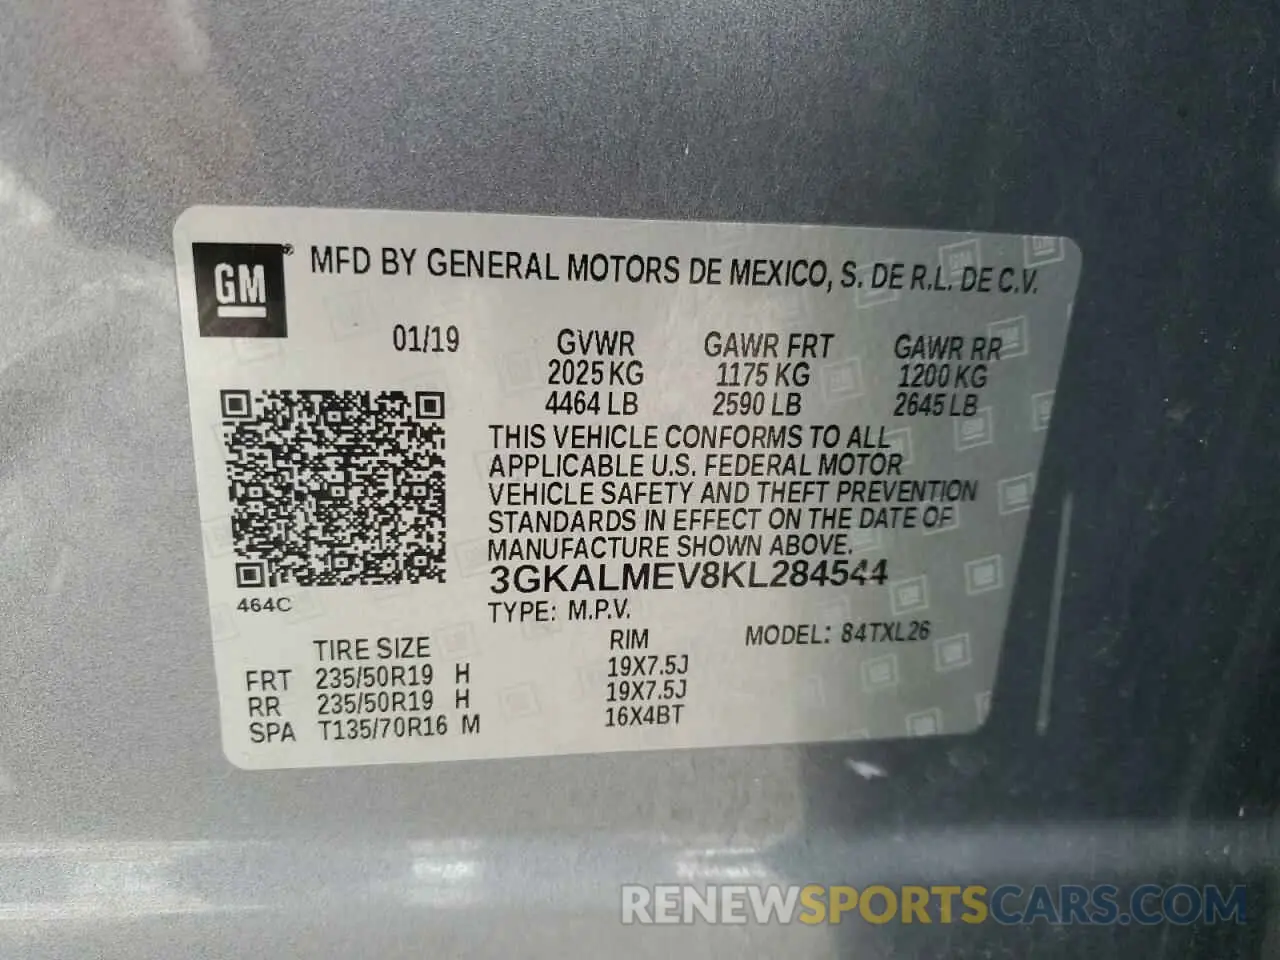 GM® MFD BY GENERAL MOTORS DE MEXICO, S. DE R.L. DE C.V.
01/19 GVWR GAWR FRT GAWR RR
2025 KG 1175 KG 1200 KG
4464 LB 2590 LB 2645 LB
THIS VEHICLE CONFORMS TO ALL
APPLICABLE U.S. FEDERAL MOTOR
VEHICLE SAFETY AND THEFT PREVENTION
STANDARDS IN EFFECT ON THE DATE OF
MANUFACTURE SHOWN ABOVE.
3GKALMEV8KL284544
464C TYPE: M.P.V.
TIRE SIZE RIM MODEL: 84TXL26
FRT 235/50R19 H 19X7.5J
RR 235/50R19 H 19X7.5J
SPA T135/70R16 M 16X4BT
RENEWSPORTSCARS.COM